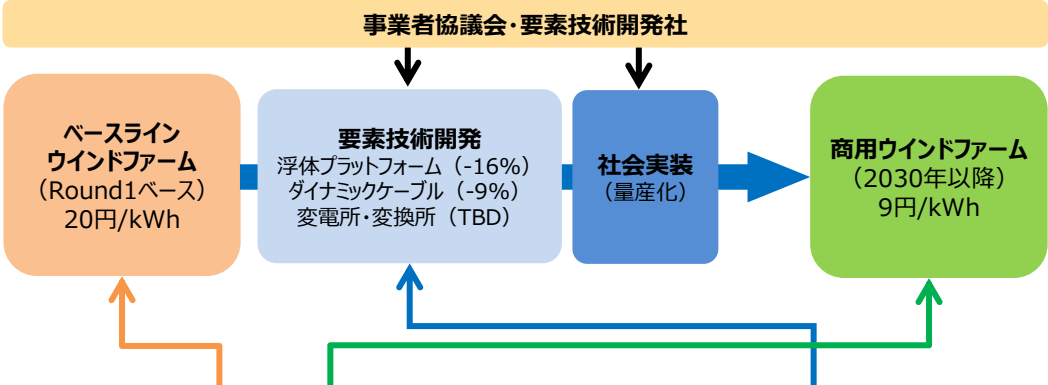 事業者協議会・要素技術開発社
ベースライン
ウインドファーム
（Round1ベース）
20円/kWh
要素技術開発
浮体プラットフォーム（-16%）
ダイナミックケーブル（-9%）
変電所・変換所（TBD）
社会実装
（量産化）
商用ウインドファーム
（2030年以降）
9円/kWh